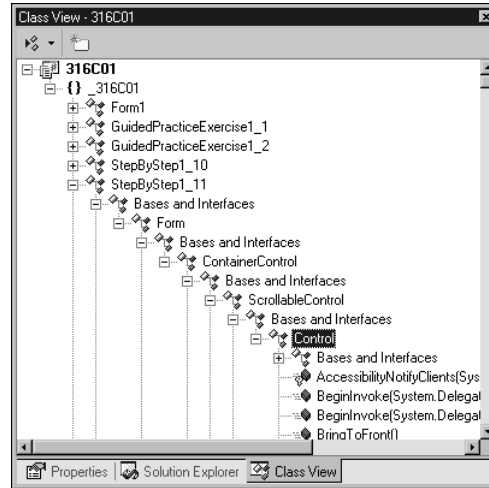 Class View - 316C01
316C01
{} _316C01
Form1
GuidedPracticeExercise1_1
GuidedPracticeExercise1_2
StepByStep1_10
StepByStep1_11
Bases and Interfaces
Form
Bases and Interfaces
ContainerControl
Bases and Interfaces
ScrollableControl
Bases and Interfaces
Control
Bases and Interfaces
AccessibilityNotifyClients(Sys
BeginInvoke(System.Delega
BeginInvoke(System.Delega
BringToFront()
Properties Solution Explorer Class View